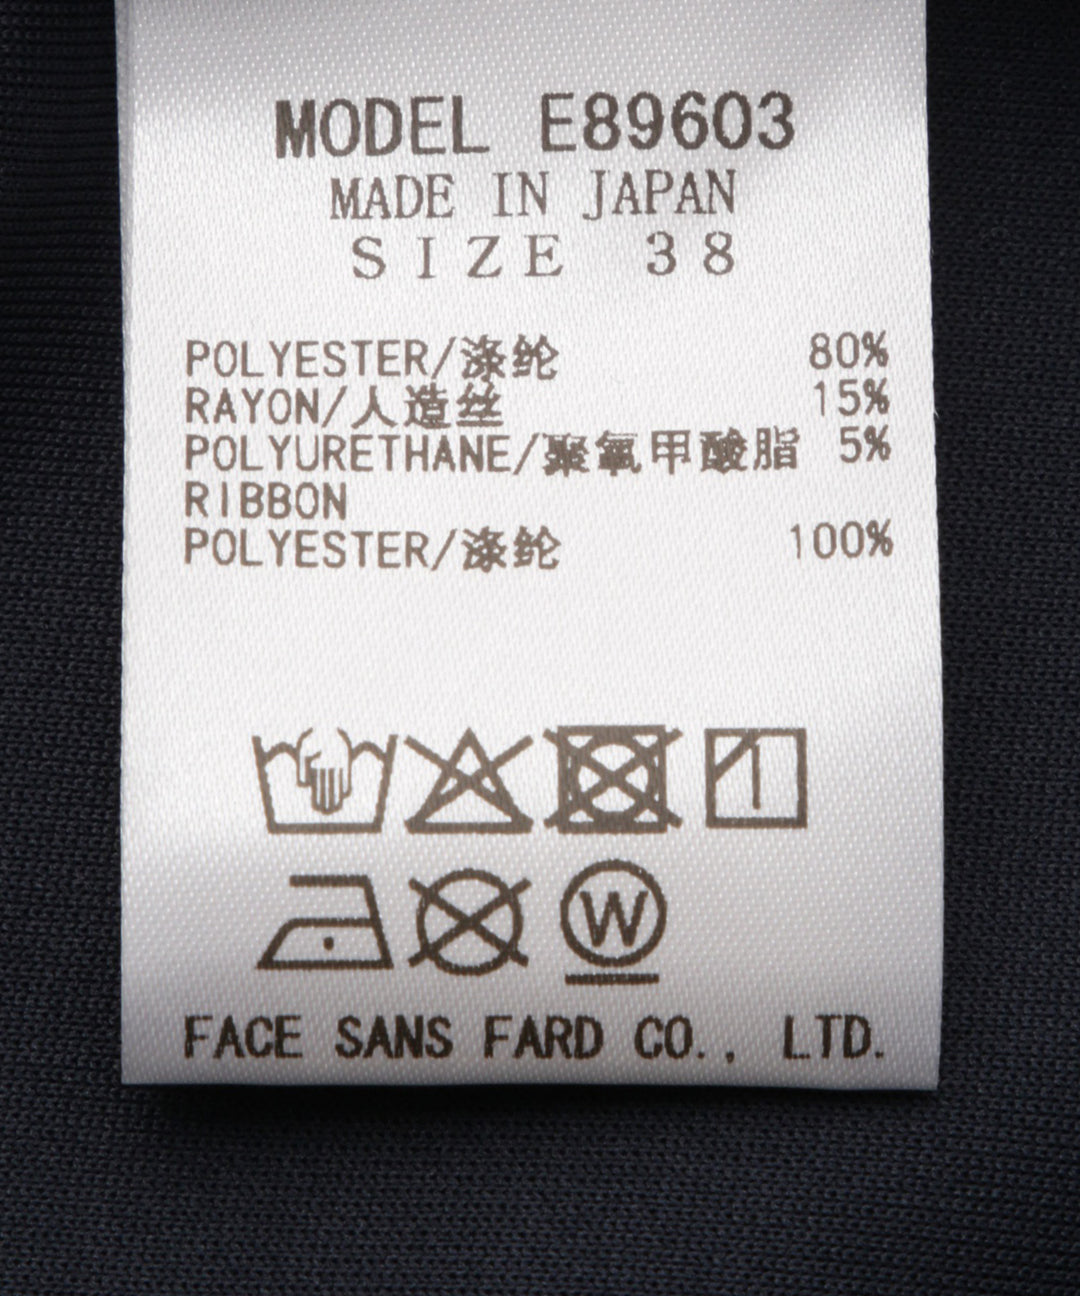 MODEL E89603
MADE IN JAPAN
SIZE 38
POLYESTER/涤纶 80%
RAYON/人造丝 15%
POLYURETHANE/聚氧甲酸脂 5%
RIBBON
POLYESTER/涤纶 100%
W
FACE SANS FARD CO., LTD.